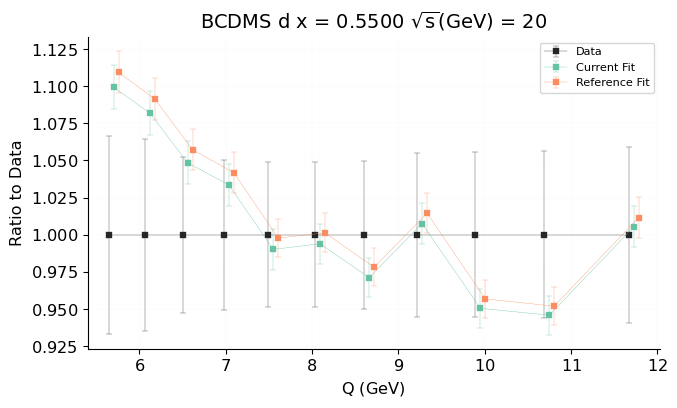 BCDMS d x = 0.5500 √s(GeV) = 20
Data
Current Fit
Reference Fit
Ratio to Data
1.125
1.100
1.075
1.050
1.025
1.000
0.975
0.950
0.925
6 7 8 9 10 11 12
Q (GeV)